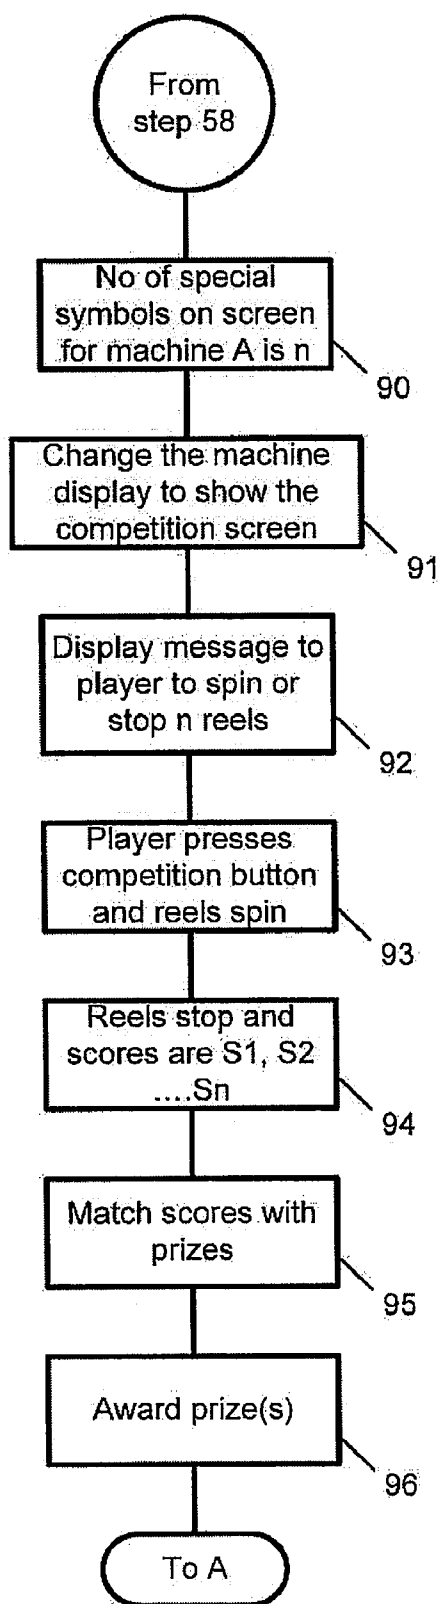 From
step 58
No of special
symbols on screen
for machine A is n
90
Change the machine
display to show the
competition screen
91
Display message to
player to spin or
stop n reels
92
Player presses
competition button
and reels spin
93
Reels stop and
scores are S1, S2
....Sn
94
Match scores with
prizes
95
Award prize(s)
96
To A